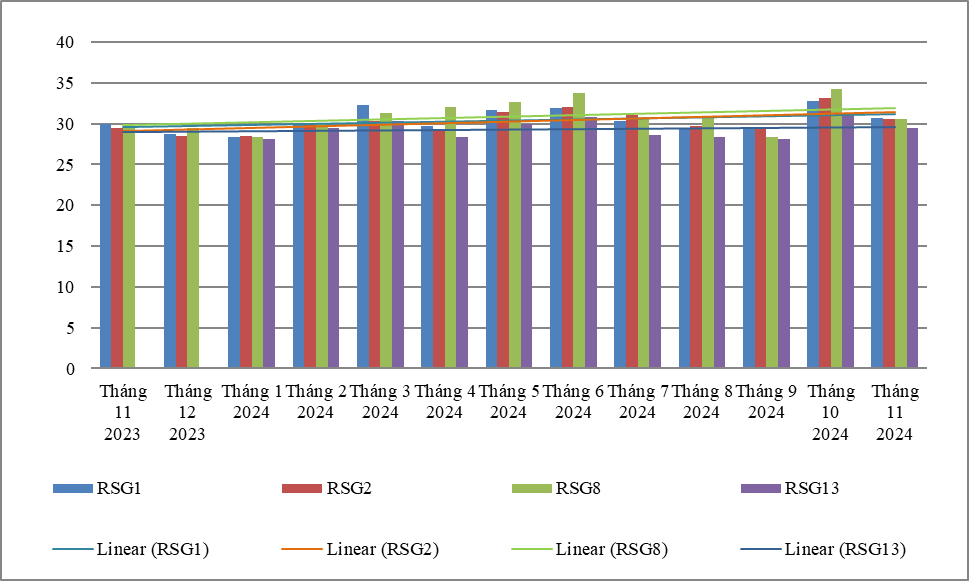 40
35
30
25
20
15
10
5
0
Tháng 11 2023
Tháng 12 2023
Tháng 1 2024
Tháng 2 2024
Tháng 3 2024
Tháng 4 2024
Tháng 5 2024
Tháng 6 2024
Tháng 7 2024
Tháng 8 2024
Tháng 9 2024
Tháng 10 2024
Tháng 11 2024
RSG1 RSG2 RSG8 RSG13
Linear (RSG1) Linear (RSG2) Linear (RSG8) Linear (RSG13)